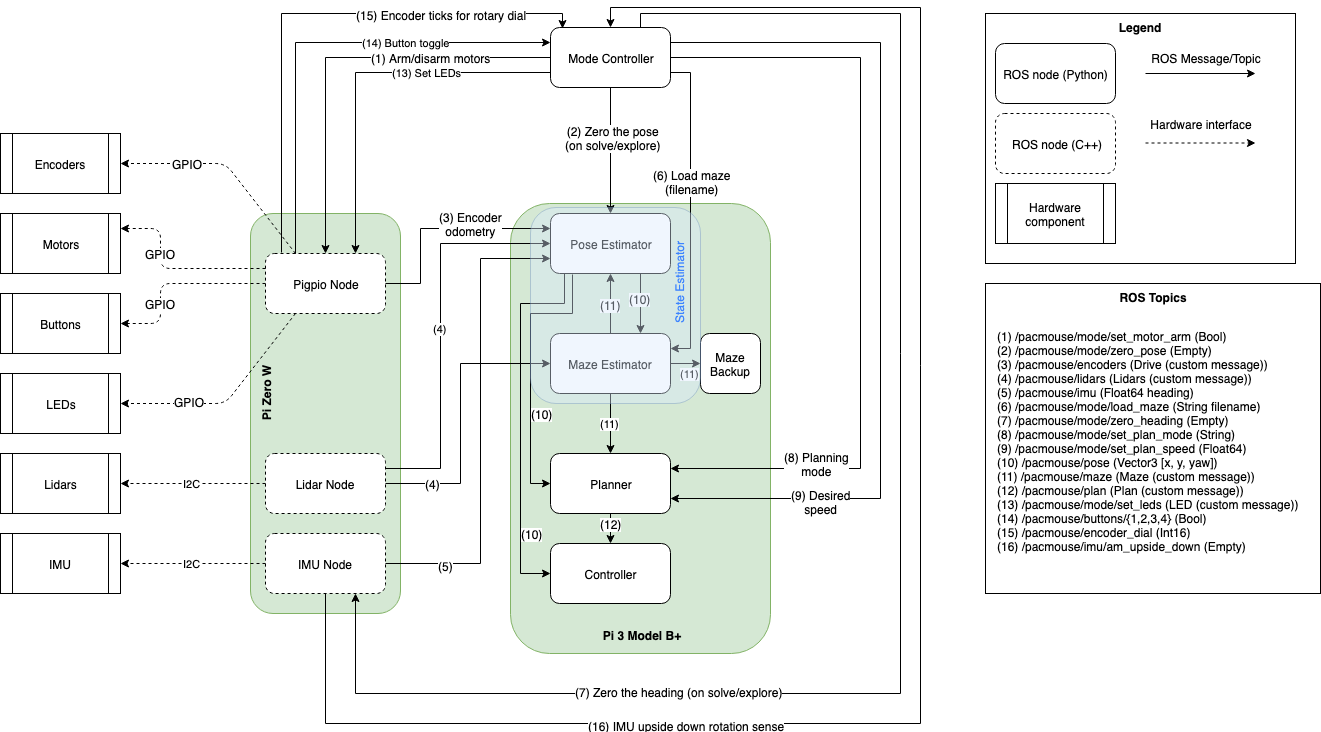 (15) Encoder ticks for rotary dial
(14) Button toggle
(1) Arm/disarm motors
(13) Set LEDs
Mode Controller
(2) Zero the pose
(on solve/explore)
(6) Load maze
(filename)
Encoders
GPIO
Motors
GPIO
Buttons
GPIO
LEDs
GPIO
Lidars
I2C
IMU
I2C
Pi Zero W
Pigpio Node
Lidar Node
IMU Node
(3) Encoder
odometry
(4)
(4)
(5)
Pose Estimator
State Estimator
(11)
(10)
Maze Estimator
(11)
Maze
Backup
(10)
(11)
(8) Planning
mode
Planner
(9) Desired
speed
(12)
(10)
Controller
Pi 3 Model B+
(7) Zero the heading (on solve/explore)
(16) IMU upside down rotation sense
Legend
ROS node (Python)
ROS Message/Topic
ROS node (C++)
Hardware interface
Hardware
component
ROS Topics
(1) /pacmouse/mode/set_motor_arm (Bool)
(2) /pacmouse/mode/zero_pose (Empty)
(3) /pacmouse/encoders (Drive (custom message))
(4) /pacmouse/lidars (Lidars (custom message))
(5) /pacmouse/imu (Float64 heading)
(6) /pacmouse/mode/load_maze (String filename)
(7) /pacmouse/mode/zero_heading (Empty)
(8) /pacmouse/mode/set_plan_mode (String)
(9) /pacmouse/mode/set_plan_speed (Float64)
(10) /pacmouse/pose (Vector3 [x, y, yaw])
(11) /pacmouse/maze (Maze (custom message))
(12) /pacmouse/plan (Plan (custom message))
(13) /pacmouse/mode/set_leds (LED (custom message))
(14) /pacmouse/buttons/{1,2,3,4} (Bool)
(15) /pacmouse/encoder_dial (Int16)
(16) /pacmouse/imu/am_upside_down (Empty)